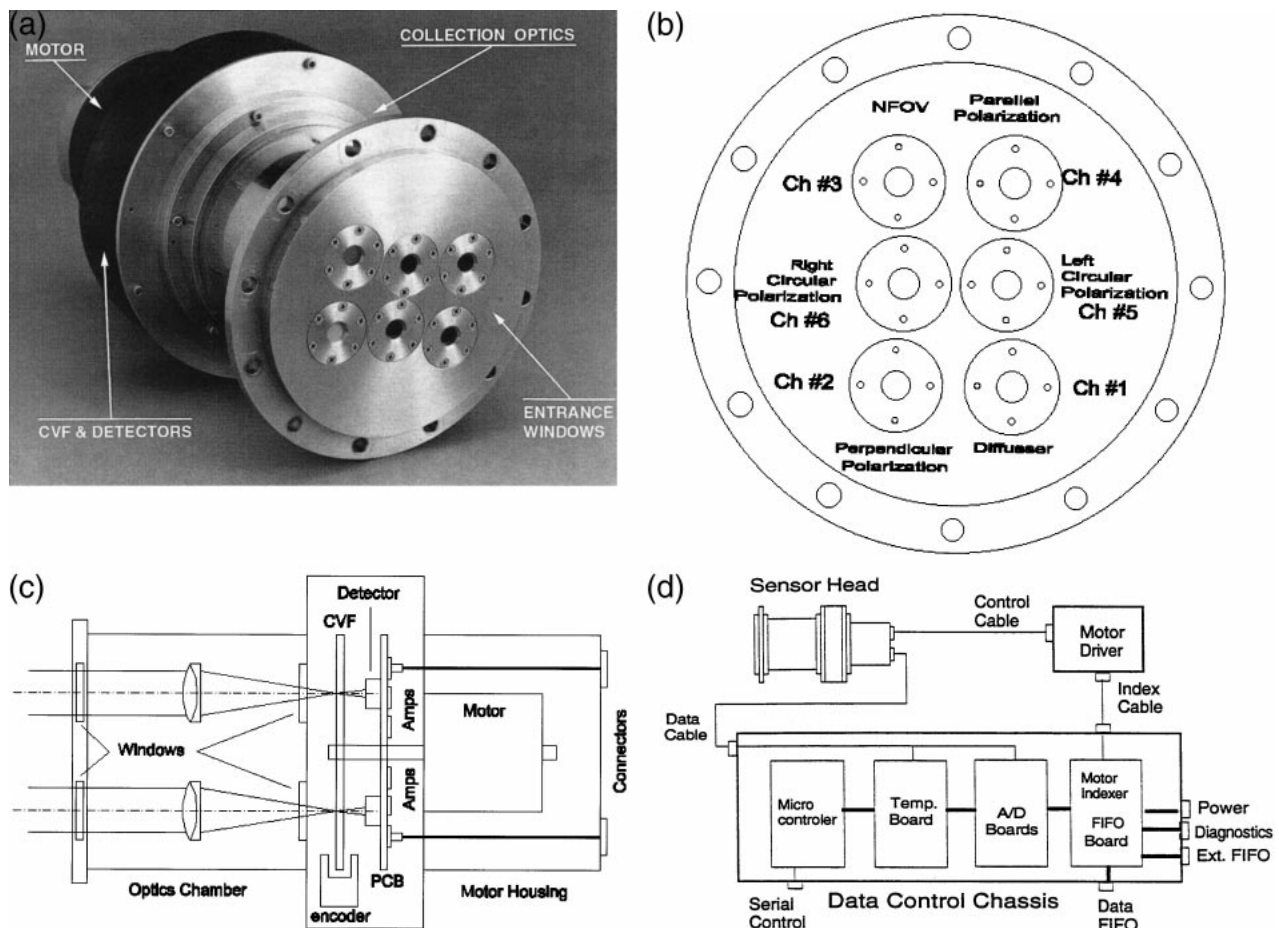 (a)
MOTOR
COLLECTION OPTICS
CVF & DETECTORS
ENTRANCE
WINDOWS
(b)
NFOV
Parellel
Polarization
Ch #3
Ch #4
Right
Circular
Polarization
Ch #6
Left
Circular
Polarization
Ch #5
Ch #2
Ch #1
Perpendicular
Polarization
Diffusser
(c)
Detector
CVF
Windows
Amps
Amps
Motor
Connectors
Optics Chamber
encoder
PCB
Motor Housing
(d)
Sensor Head
Control
Cable
Motor
Driver
Index
Cable
Data
Cable
Micro
controler
Temp.
Board
A/D
Boards
Motor
Indexer
FIFO
Board
Power
Diagnostics
Ext. FIFO
Serial
Control
Data Control Chassis
Data
FIFO